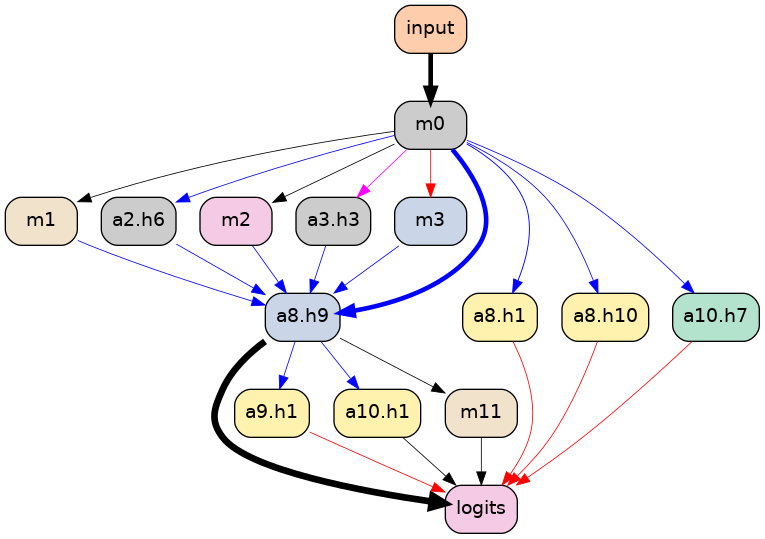 input
m0
m1
a2.h6
m2
a3.h3
m3
a8.h9
a8.h1
a8.h10
a10.h7
a9.h1
a10.h1
m11
logits